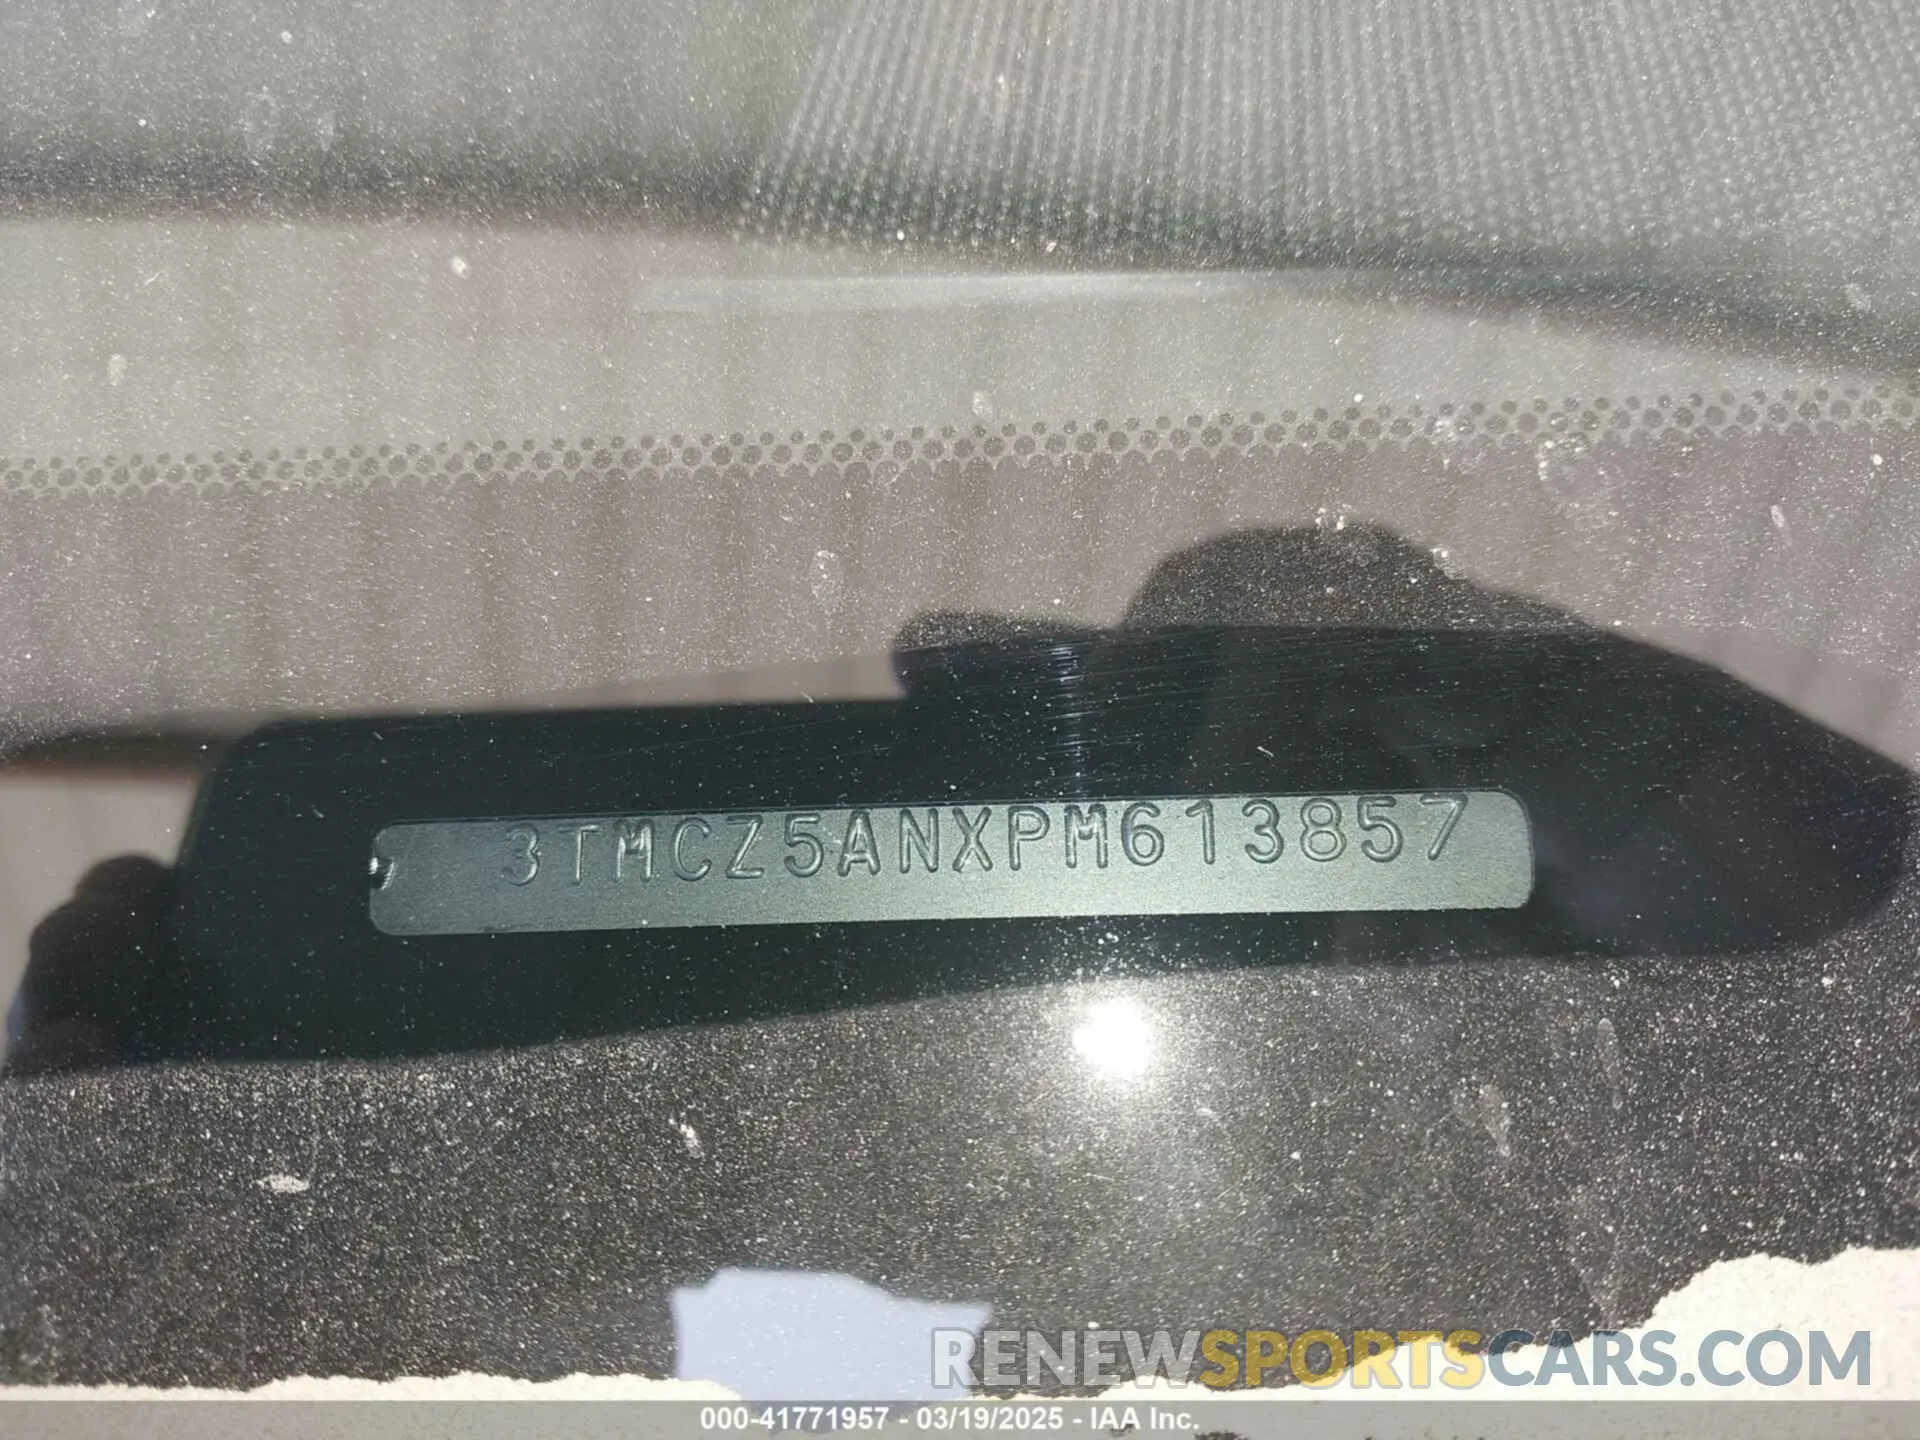 3TMCZ5ANXPM613857
RENEWSPORTSCARS.COM
000-41771957 - 03/19/2025 - IAA Inc.